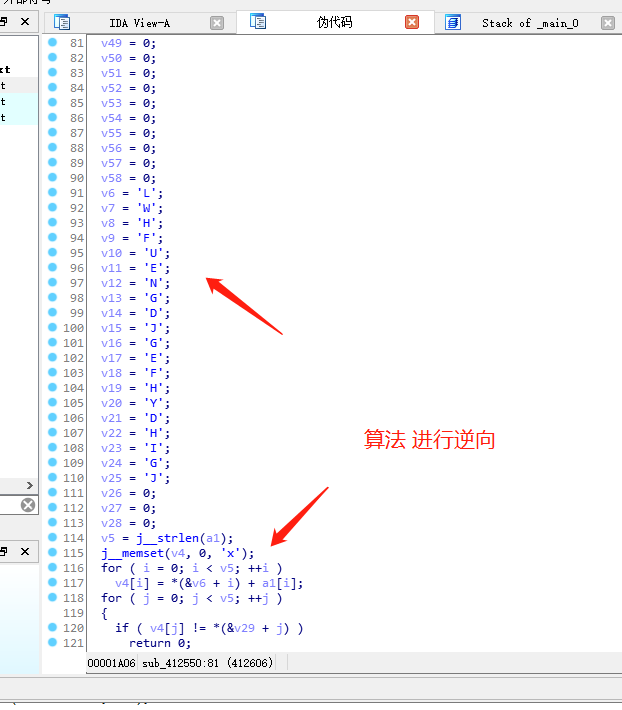 IDA View-A
伪代码
Stack of _main_0
xt
t
t
t
81 v49 = 0;
82 v50 = 0;
83 v51 = 0;
84 v52 = 0;
85 v53 = 0;
86 v54 = 0;
87 v55 = 0;
88 v56 = 0;
89 v57 = 0;
90 v58 = 0;
91 v6 = 'L';
92 v7 = 'W';
93 v8 = 'H';
94 v9 = 'F';
95 v10 = 'U';
96 v11 = 'E';
97 v12 = 'N';
98 v13 = 'G';
99 v14 = 'D';
100 v15 = 'J';
101 v16 = 'G';
102 v17 = 'E';
103 v18 = 'F';
104 v19 = 'H';
105 v20 = 'Y';
106 v21 = 'D';
107 v22 = 'H';
108 v23 = 'I';
109 v24 = 'G';
110 v25 = 'J';
111 v26 = 0;
112 v27 = 0;
113 v28 = 0;
114 v5 = j__strlen(a1);
115 j__memset(v4, 0, 'x');
116 for ( i = 0; i < v5; ++i )
117 v4[i] = *(&v6 + i) + a1[i];
118 for ( j = 0; j < v5; ++j )
119 {
120 if ( v4[j] != *(&v29 + j) )
121 return 0;
算法 进行逆向
00001A06 sub_412550:81 (412606)